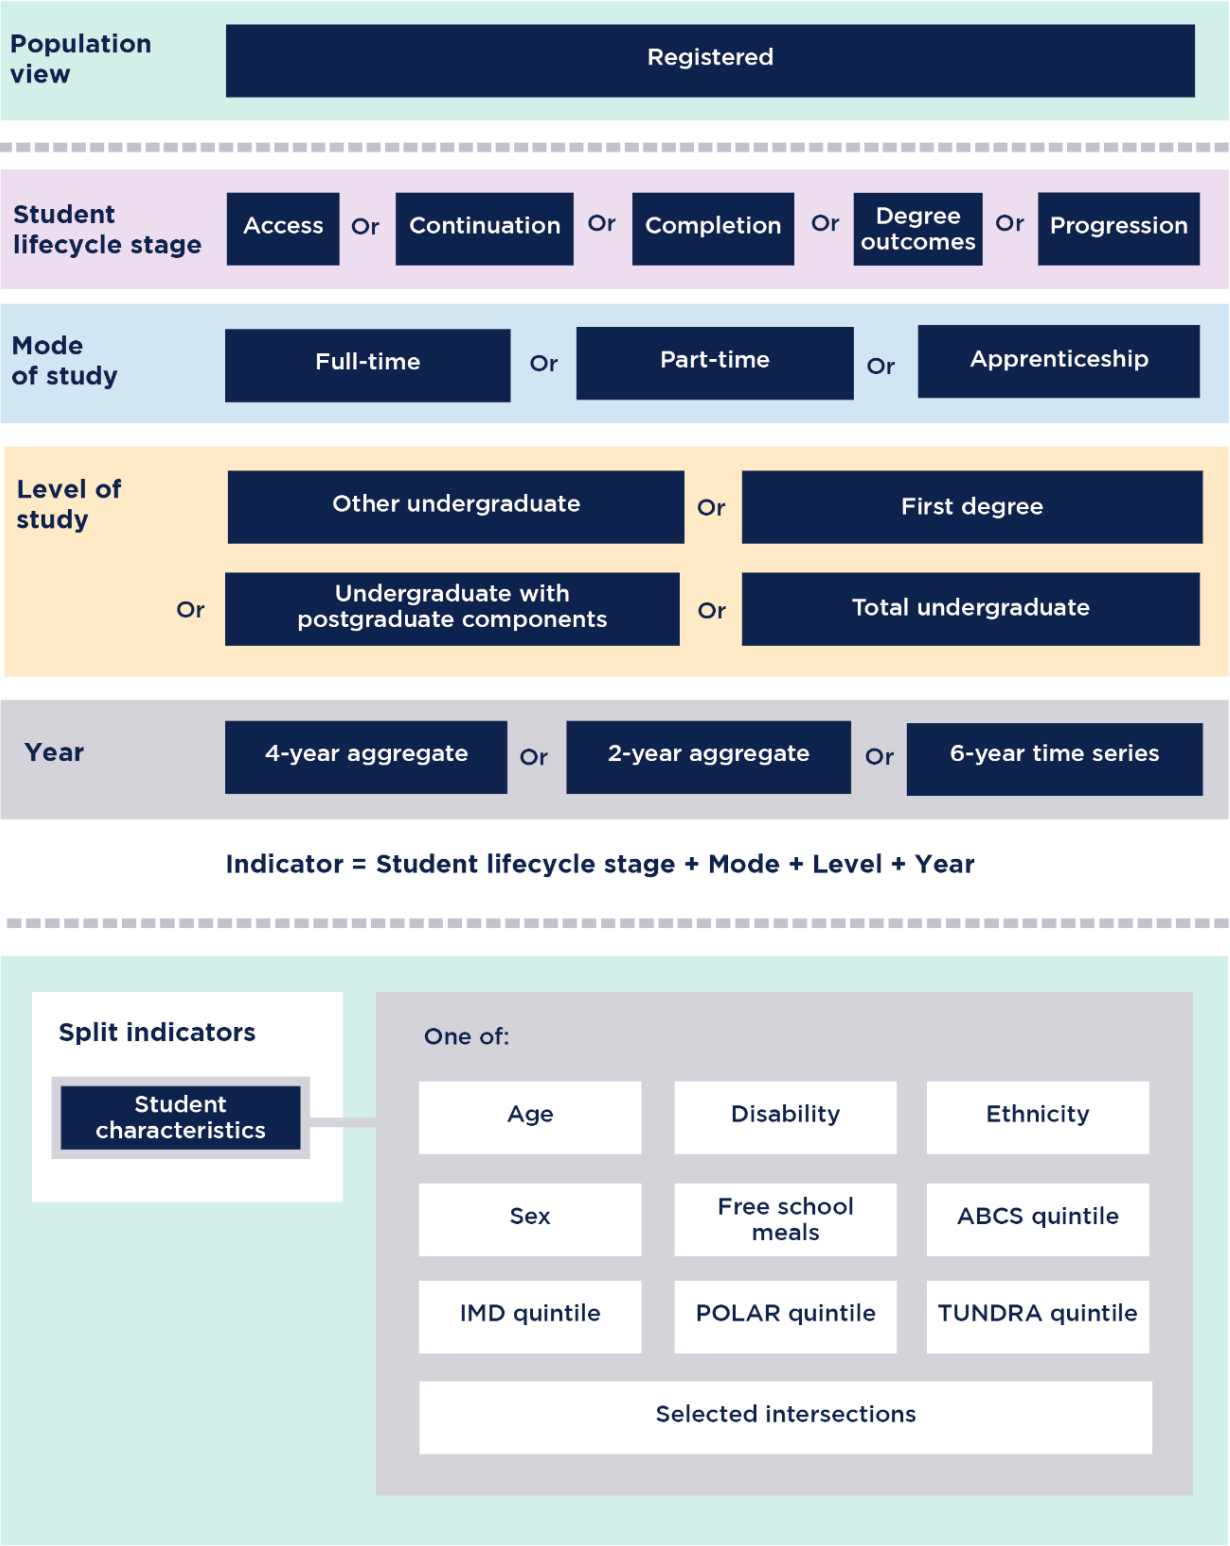 Population
view
Registered
Student
lifecycle stage
Access Or Continuation Or Completion Or Degree
outcomes Or Progression
Mode
of study
Full-time Or Part-time Or Apprenticeship
Level of
study
Other undergraduate Or First degree
Or Undergraduate with
postgraduate components Or Total undergraduate
Year
4-year aggregate Or 2-year aggregate Or 6-year time series
Indicator = Student lifecycle stage + Mode + Level + Year
Split indicators
Student
characteristics
One of:
Age
Disability
Ethnicity
Sex
Free school
meals
ABCS quintile
IMD quintile
POLAR quintile
TUNDRA quintile
Selected intersections